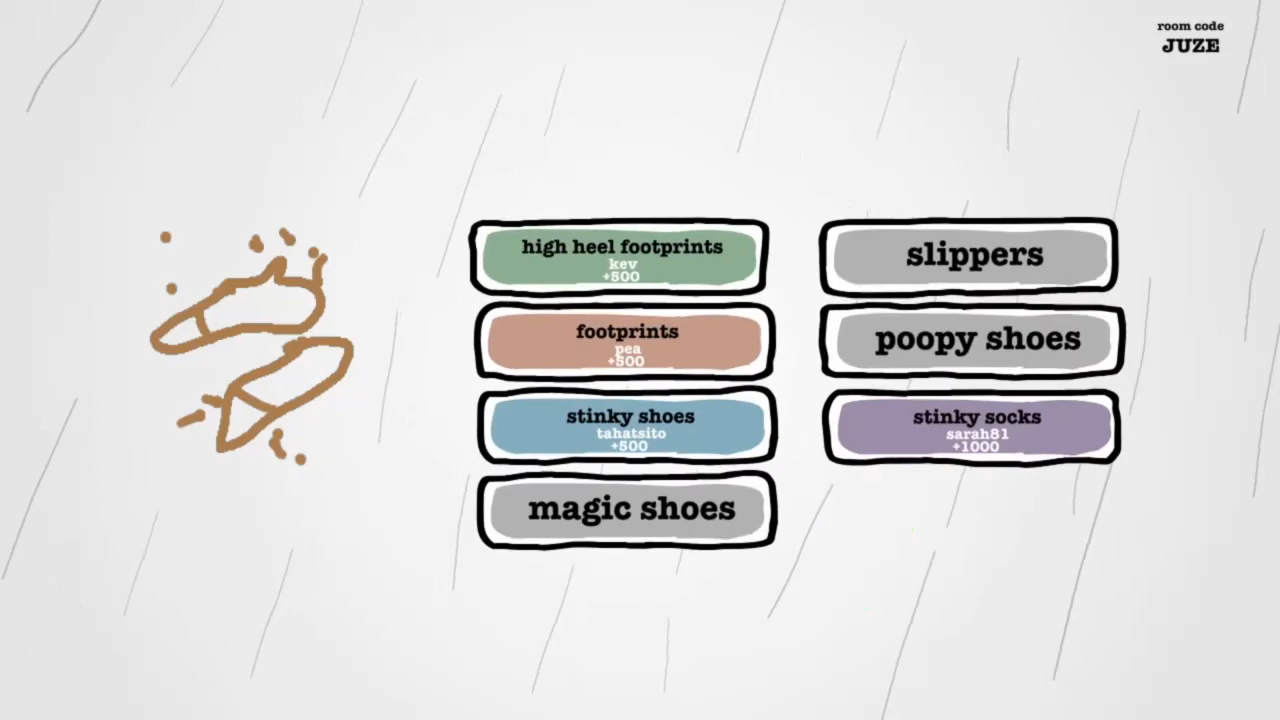 room code
JUZE
high heel footprints
kev
+500
footprints
pea
+500
stinky shoes
tahatsito
+500
magic shoes
slippers
poopy shoes
stinky socks
sarah81
+1000